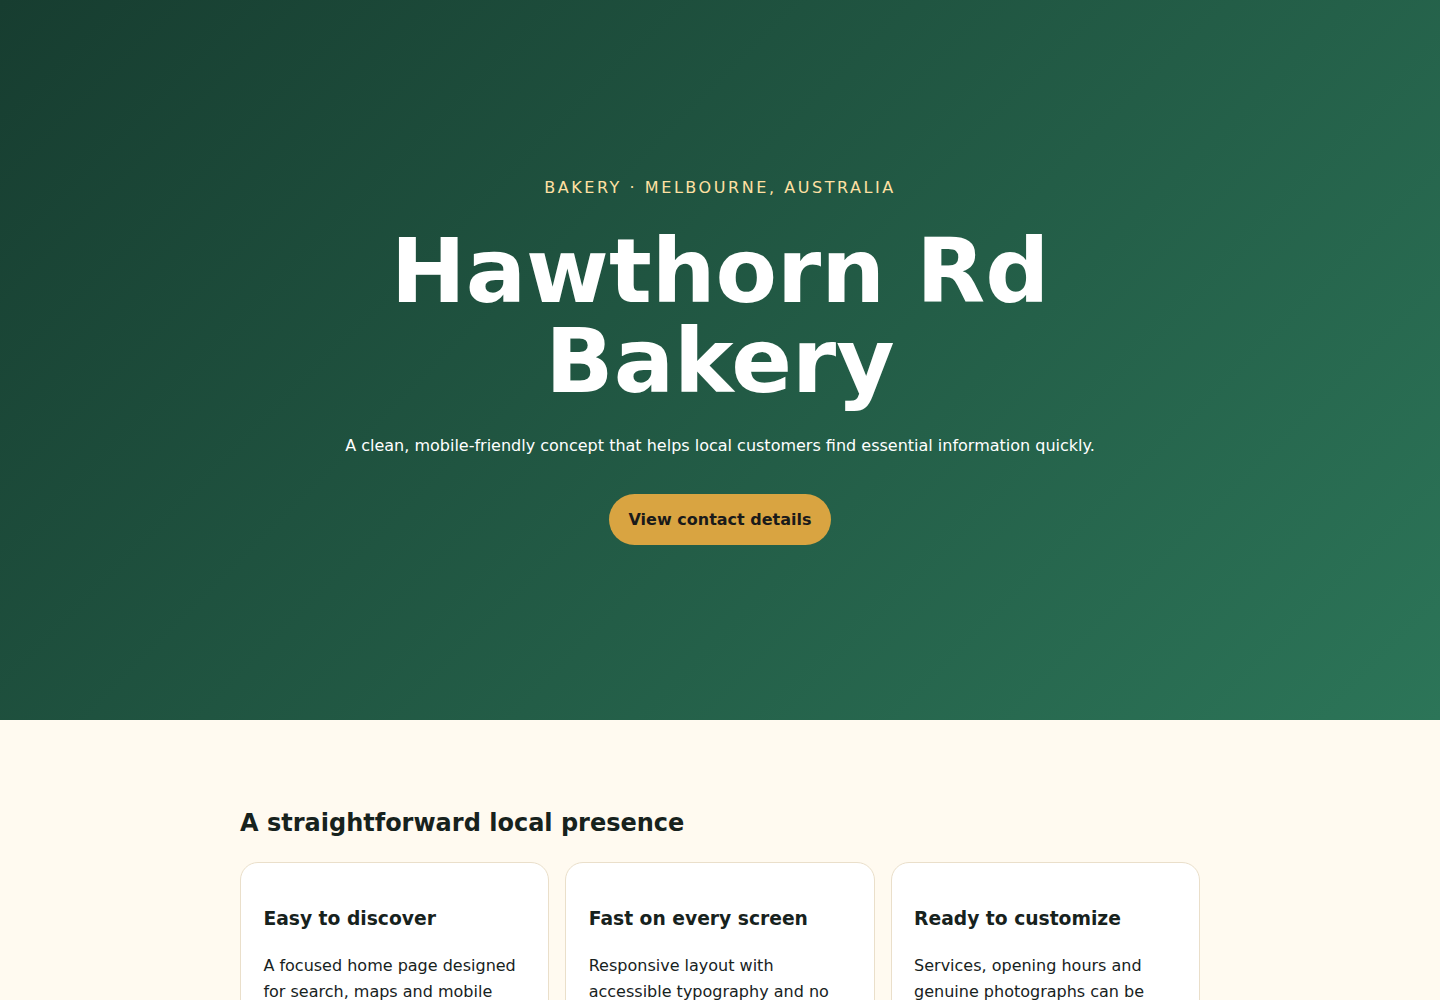 BAKERY · MELBOURNE, AUSTRALIA
Hawthorn Rd
Bakery
A clean, mobile-friendly concept that helps local customers find essential information quickly.
View contact details
A straightforward local presence
Easy to discover
A focused home page designed
for search, maps and mobile
Fast on every screen
Responsive layout with
accessible typography and no
Ready to customize
Services, opening hours and
genuine photographs can be